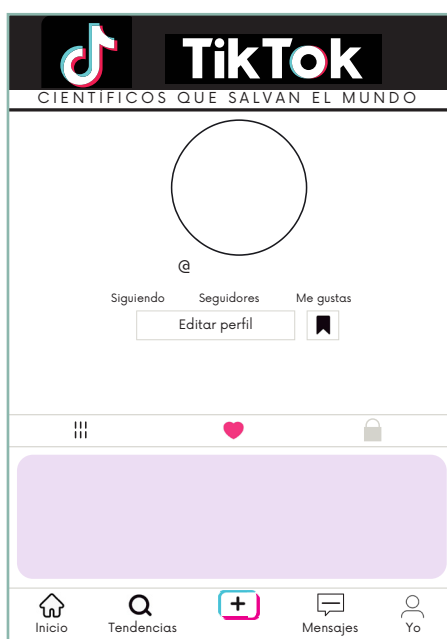 TikTok
CIENTÍFICOS QUE SALVAN EL MUNDO
@
Siguiendo Seguidores Me gustas
Editar perfil
Inicio Tendencias Mensajes Yo